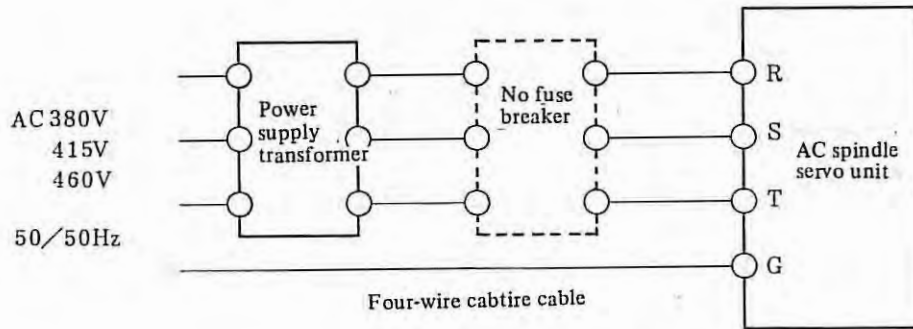 AC 380V
415V
460V
50/50Hz
Power
supply
transformer
No fuse
breaker
R
S
T
G
AC spindle
servo unit
Four-wire cabtire cable